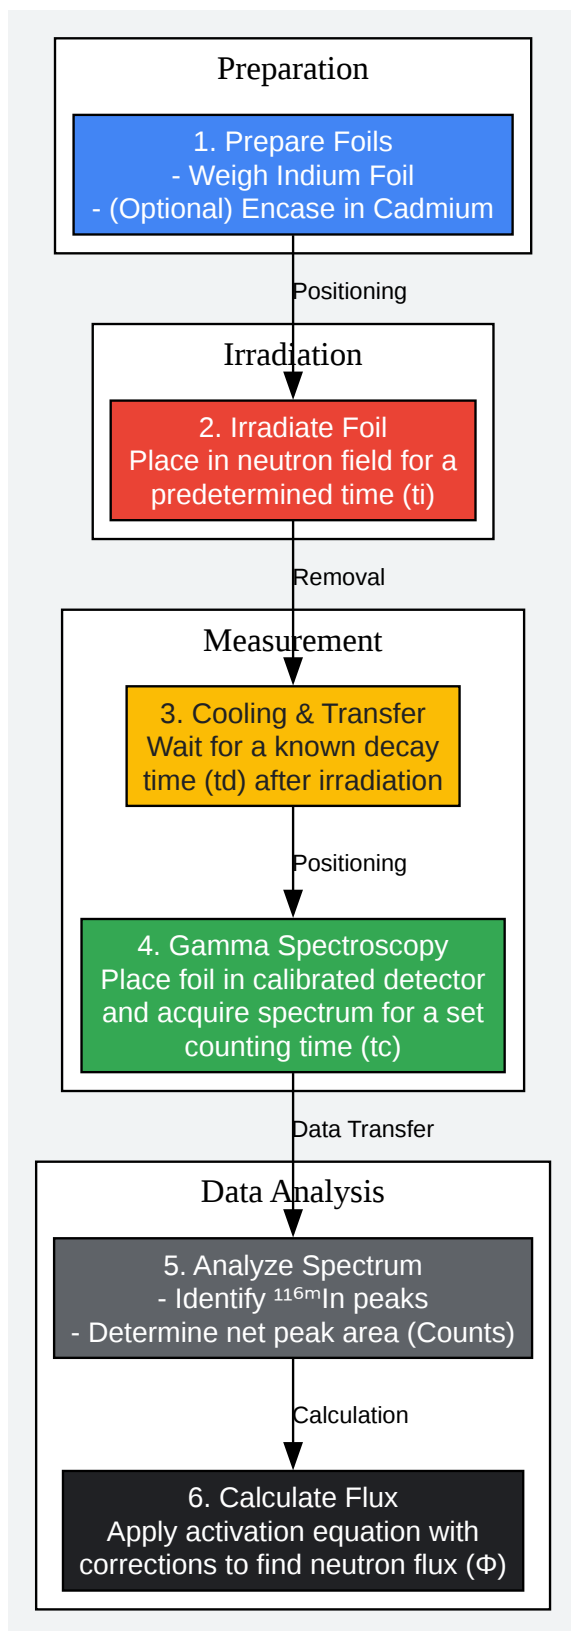 Preparation
1. Prepare Foils
- Weigh Indium Foil
- (Optional) Encase in Cadmium
Positioning
Irradiation
2. Irradiate Foil
Place in neutron field for a
predetermined time (ti)
Removal
Measurement
3. Cooling & Transfer
Wait for a known decay
time (td) after irradiation
Positioning
4. Gamma Spectroscopy
Place foil in calibrated detector
and acquire spectrum for a set
counting time (tc)
Data Transfer
Data Analysis
5. Analyze Spectrum
- Identify ¹¹⁶ᵐIn peaks
- Determine net peak area (Counts)
Calculation
6. Calculate Flux
Apply activation equation with
corrections to find neutron flux (Φ)